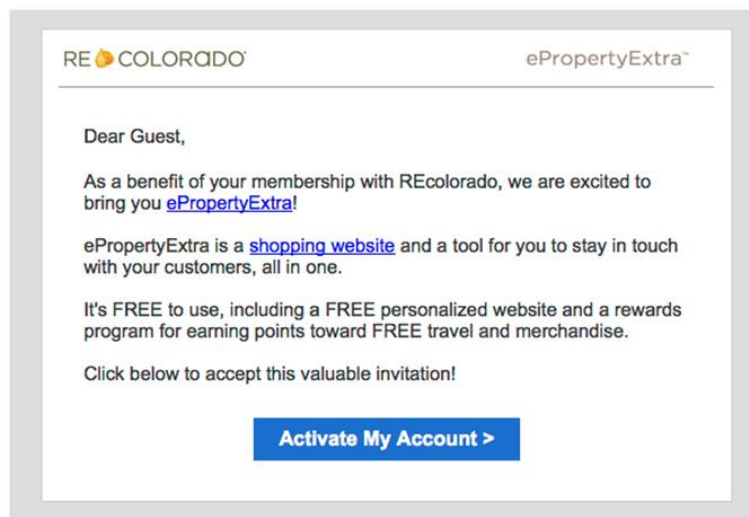 RE COLORADO
ePropertyExtra™
Dear Guest,
As a benefit of your membership with REcolorado, we are excited to
bring you ePropertyExtra!
ePropertyExtra is a shopping website and a tool for you to stay in touch
with your customers, all in one.
It's FREE to use, including a FREE personalized website and a rewards
program for earning points toward FREE travel and merchandise.
Click below to accept this valuable invitation!
Activate My Account >